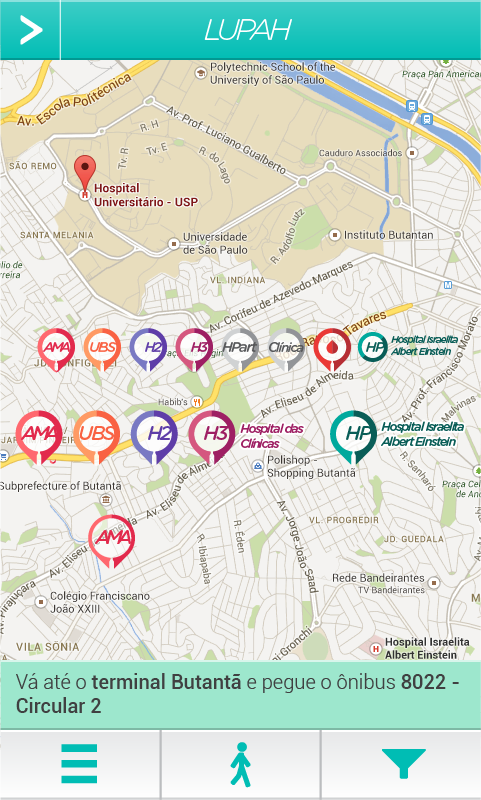 LUPAH
Polytechnic School of the
University of São Paulo
Praça Pan American
Av. Escola Politécnica
Av. Prof. Luciano Gualberto
R. H
Tv. R
Tv. E
R. do Lago
Cauduro Associados
SÃO REMO
Hospital
Universitário - USP
R. Adolfo Lutz
SANTA MELANIA
Universidade
de São Paulo
Instituto Butantan
VL. INDIANA
Av. Corifeu de Azevedo Marques
Tavares
AMA
UBS
H2
H3
HPart
Clínica
HP
Hospital Israelita
Albert Einstein
Av. Prof. Francisco Morato
Av. Eliseu de Almeida
Habib's
Malvinas
AMA
UBS
H2
H3
Hospital das
Clínicas
HP
Hospital Israelita
Albert Einstein
Polishop -
Shopping Butantã
R. Sanharó
Praça
Subprefecture of Butantã
Av. Eliseu de Alm
AMA
Av. Eliseu
meida
R. Ibiapaba
R. Éden
Av. Jorge João Saad
VL. PROGREDIR
JD. GUEDALA
Pirajuçara
Colégio Franciscano
João XXIII
Rede Bandeirantes
TV Bandeirantes
VILA SÔNIA
Gronchi
Hospital Israelita
Albert Einstein
Vá até o terminal Butantã e pegue o ônibus 8022 -
Circular 2